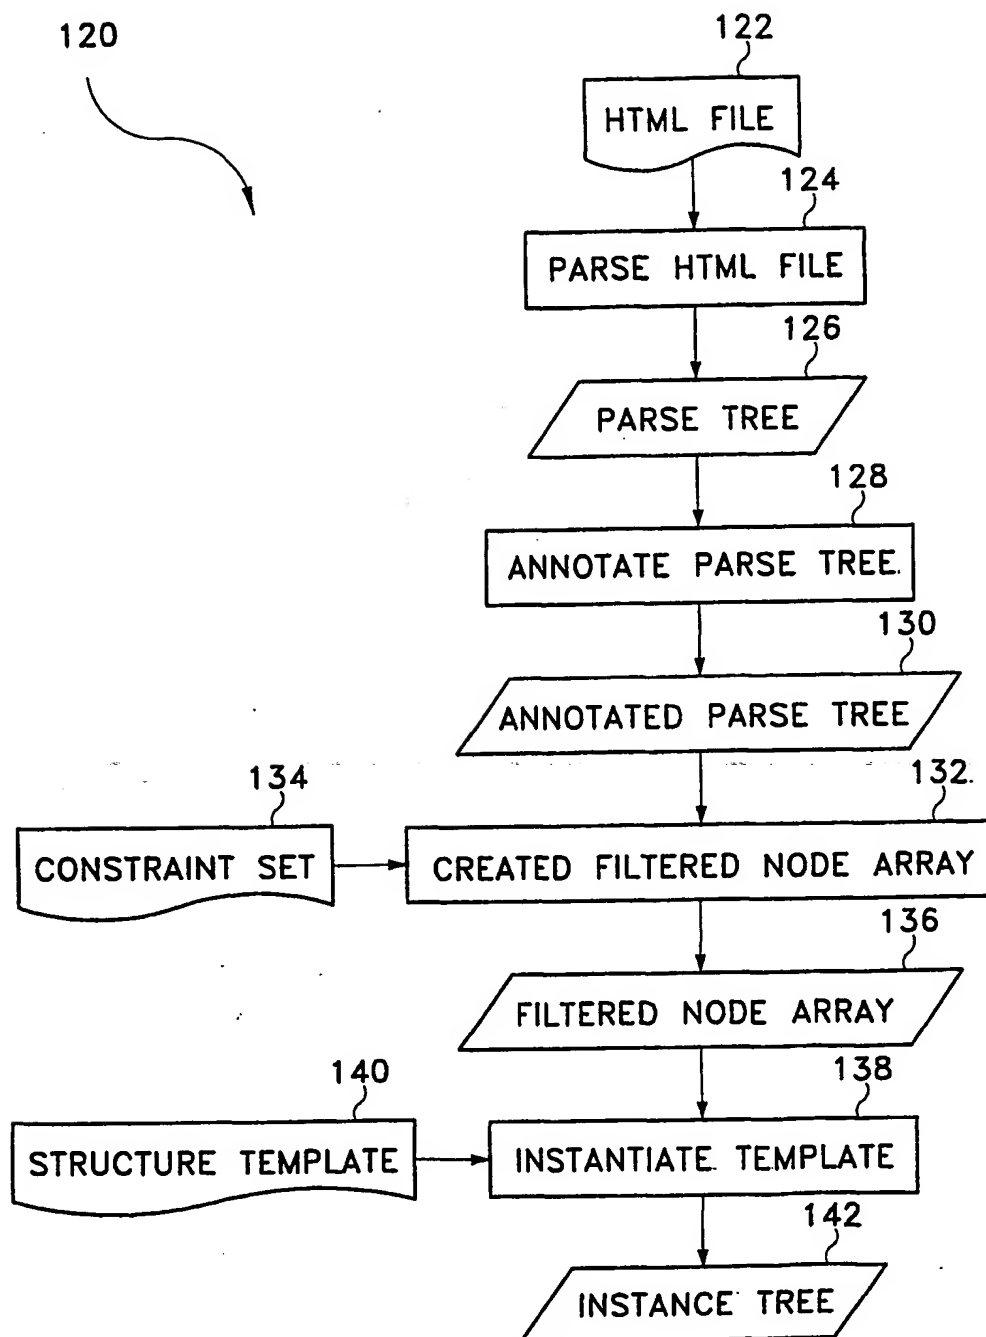 120
122
HTML FILE
124
PARSE HTML FILE
126
PARSE TREE
128
ANNOTATE PARSE TREE
130
ANNOTATED PARSE TREE
134
132
CONSTRAINT SET
CREATED FILTERED NODE ARRAY
136
FILTERED NODE ARRAY
140
138
STRUCTURE TEMPLATE
INSTANTIATE TEMPLATE
142
INSTANCE TREE